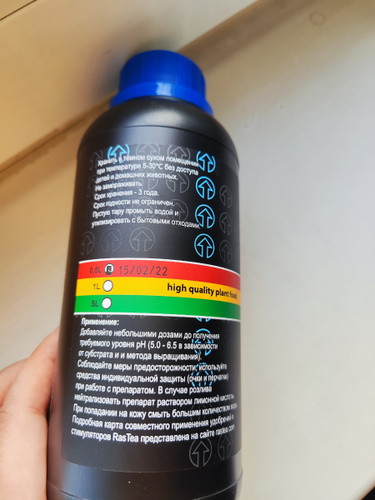 Хранить в темном сухом помещении
при температуре 5-30°C без доступа
детей и домашних животных.
Не замораживать.
Срок хранения - 3 года.
Срок годности не ограничен.
Пустую тару промыть водой и
утилизировать с бытовыми отходами.
0.5L 15/02/22
1L high quality plant food
5L
Применение:
Добавляйте небольшими дозами до получения
требуемого уровня pH (5.0 - 6.5 в зависимости
от субстрата и и метода выращивания).
Соблюдайте меры предосторожности, используйте
средства индивидуальной защиты (очки и перчатки)
при работе с препаратом. В случае розлива
нейтрализовать препарат раствором лимонной кислоты.
При попадании на кожу смыть большим количеством воды.
Подробная карта совместного применения удобрений и
стимуляторов RasTea представлена на сайте rastea.com